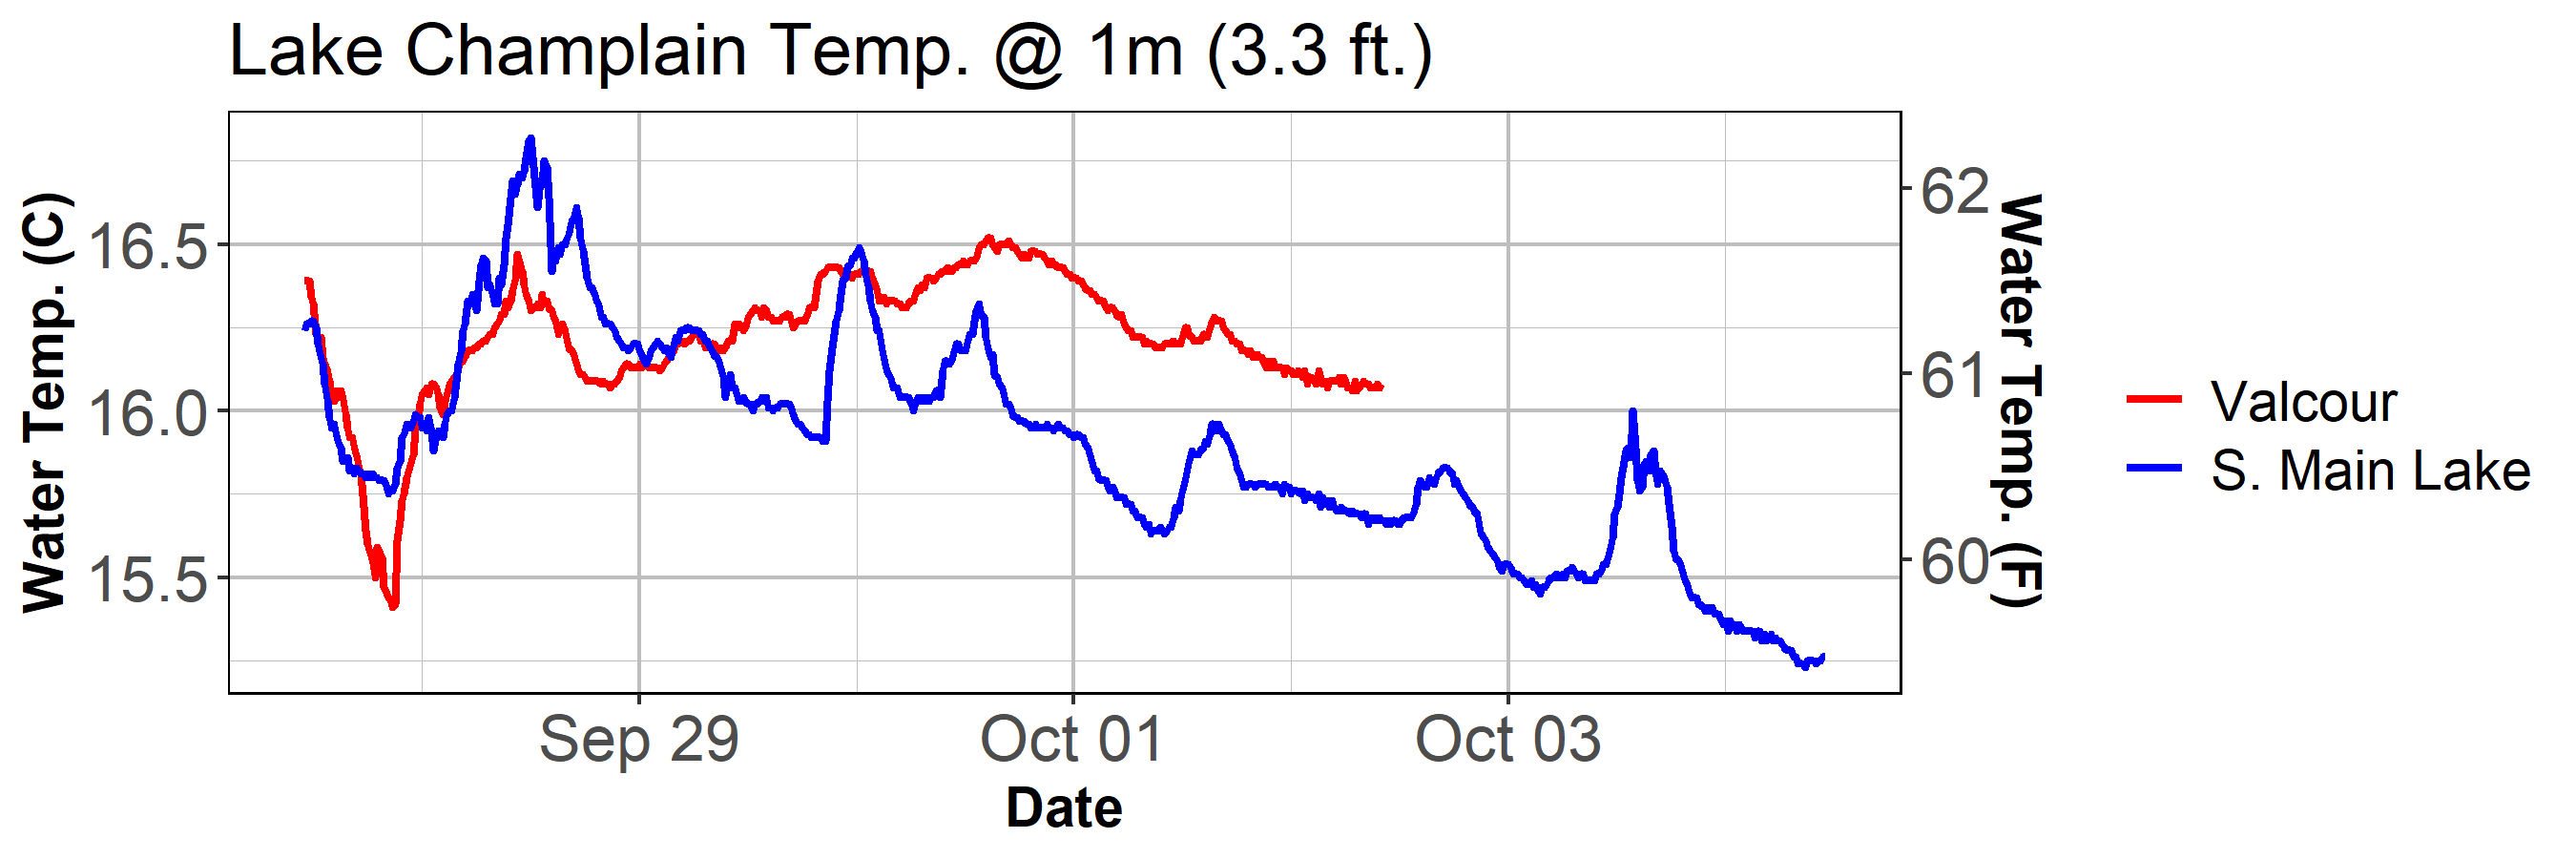 Lake Champlain Temp. @ 1m (3.3 ft.)
Water Temp. (C)
16.5
16.0
15.5
62
61
60
Water Temp. (F)
Sep 29
Oct 01
Oct 03
Date
Valcour
S. Main Lake